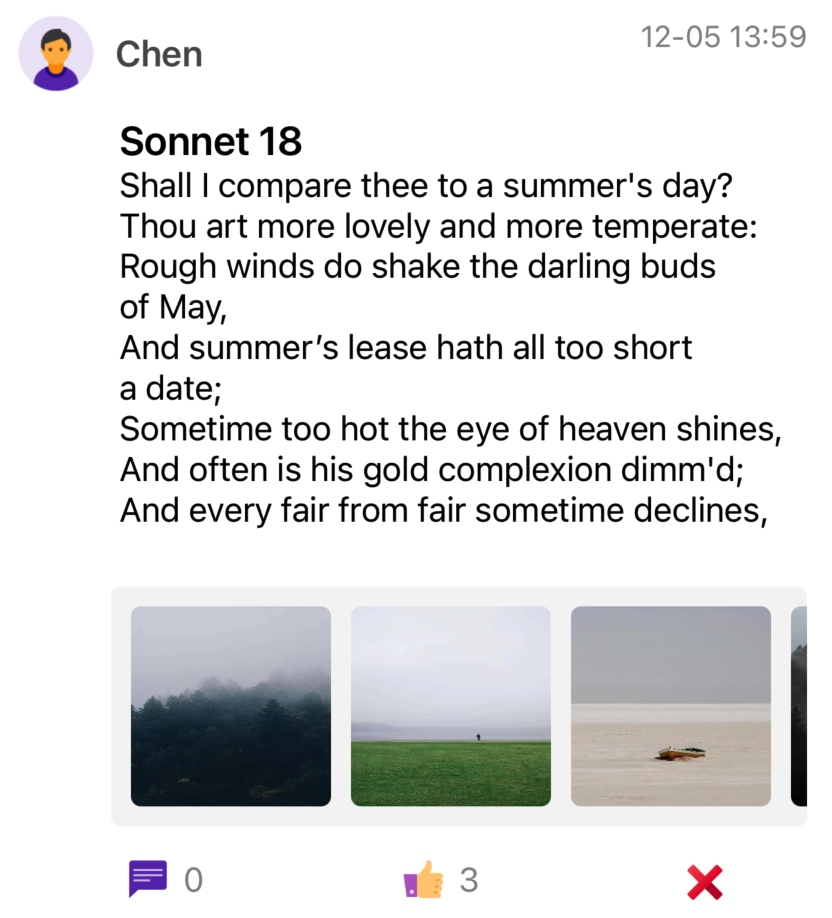 Chen
12-05 13:59
Sonnet 18
Shall I compare thee to a summer's day?
Thou art more lovely and more temperate:
Rough winds do shake the darling buds
of May,
And summer’s lease hath all too short
a date;
Sometime too hot the eye of heaven shines,
And often is his gold complexion dimm'd;
And every fair from fair sometime declines,
0
3